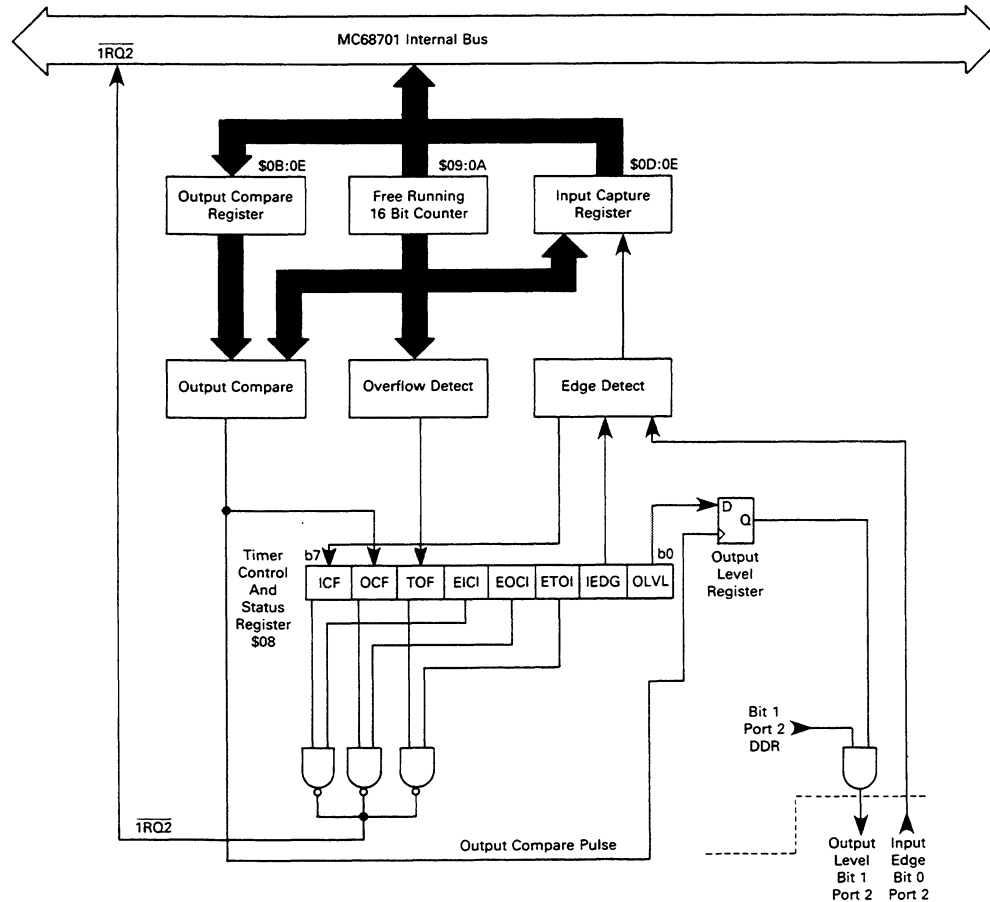 MC68701 Internal Bus
1RQ2
$0B:0E
$09:0A
$0D:0E
Output Compare
Register
Free Running
16 Bit Counter
Input Capture
Register
Output Compare
Overflow Detect
Edge Detect
D
Q
Output
Level
Register
Timer
Control
And
Status
Register
$08
b7
b0
ICF
OCF
TOF
EICI
EOCI
ETOI
IEDG
OLVL
Bit 1
Port 2
DDR
1RQ2
Output Compare Pulse
Output
Level
Bit 1
Port 2
Input
Edge
Bit 0
Port 2